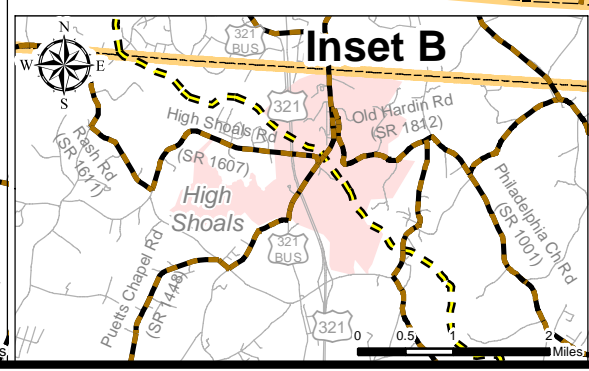 Inset B
N
W E
S
321
BUS
321
High Shoals Rd
(SR 1607)
Old Hardin Rd
(SR 1812)
Rash Rd
(SR 1611)
High
Shoals
Philadelphia Ch Rd
(SR 1001)
Puetts Chapel Rd
(SR 1448)
321
BUS
321
0 0.5 1 2
Miles
s